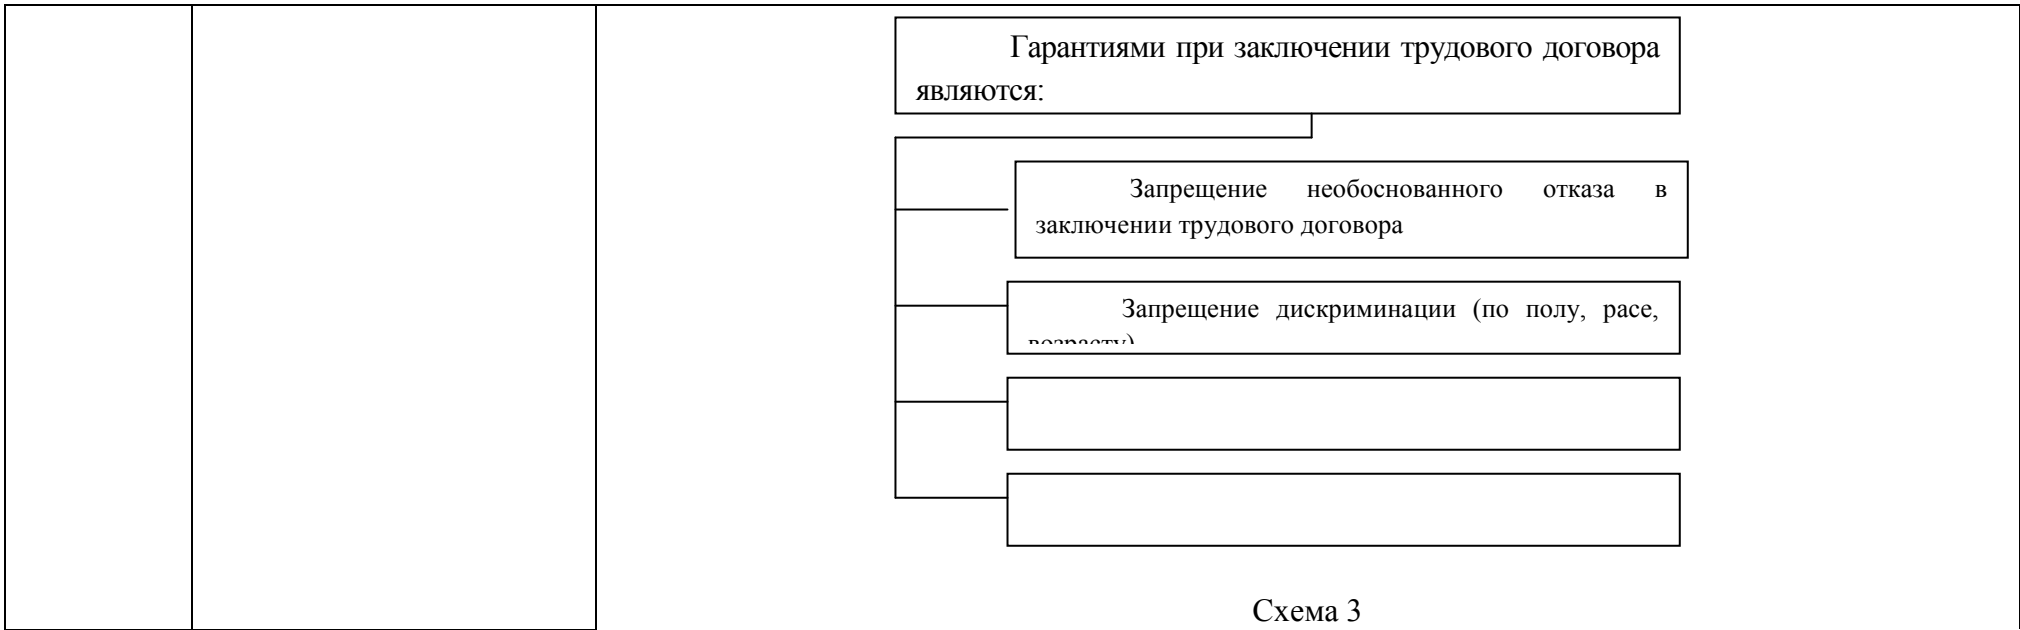 Гарантиями при заключении трудового договора
являются:
Запрещение необоснованного отказа в
заключении трудового договора
Запрещение дискриминации (по полу, расе,
возрасту)
Схема 3